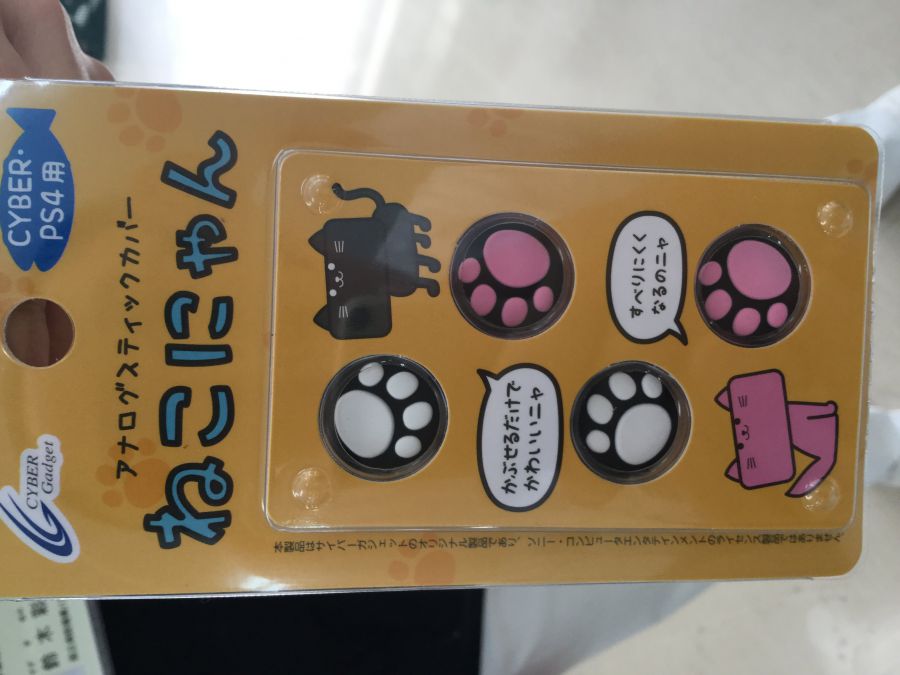 CYBER・
PS4用
CYBER
Gadget
アナログスティックカバー
ねこにゃん
かぶせるだけで
かわいいニャ
すべりにくく
なるのニャ
本製品はサイバーガジェットのオリジナル製品であり、ソニー・コンピュータエンタテインメントのライセンス製品ではありません。